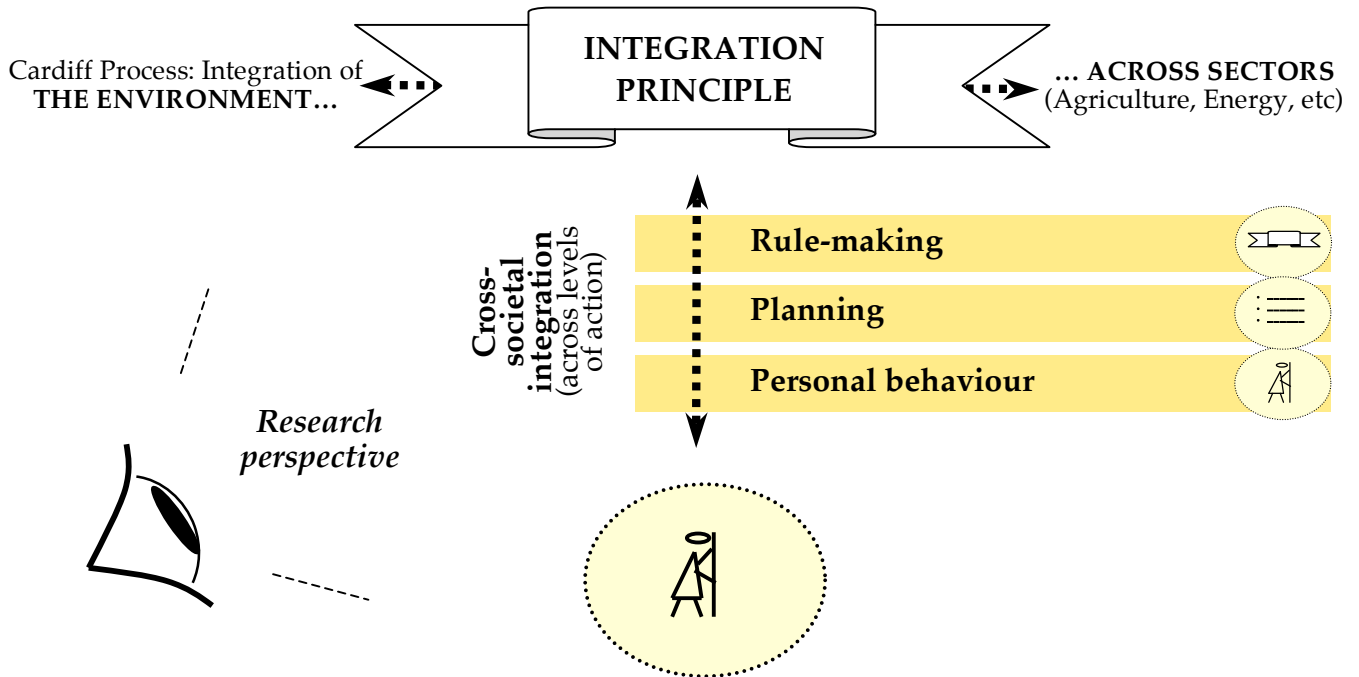 INTEGRATION
PRINCIPLE
Cardiff Process: Integration of
THE ENVIRONMENT…
… ACROSS SECTORS
(Agriculture, Energy, etc)
Cross-
societal
integration
(across levels
of action)
Rule-making
Planning
Personal behaviour
Research
perspective